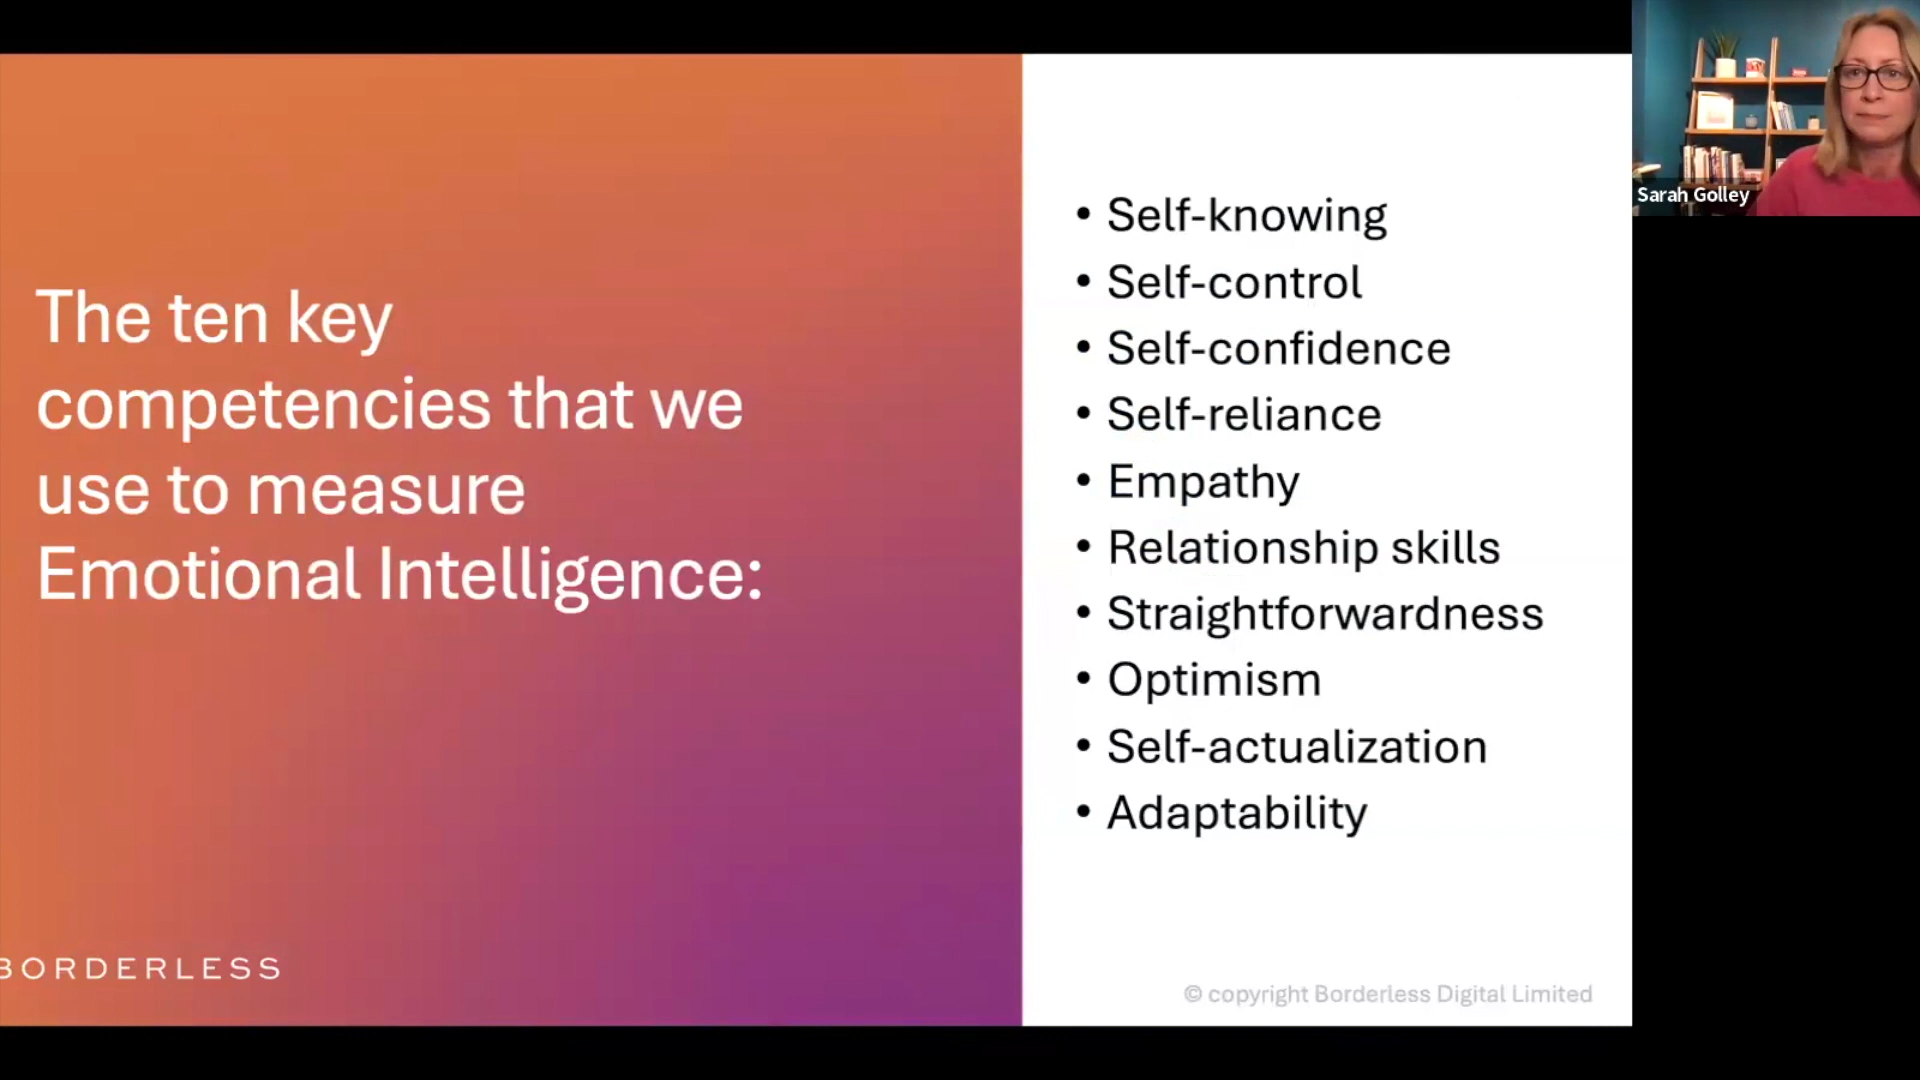 The ten key
competencies that we
use to measure
Emotional Intelligence:
• Self-knowing
• Self-control
• Self-confidence
• Self-reliance
• Empathy
• Relationship skills
• Straightforwardness
• Optimism
• Self-actualization
• Adaptability
BORDERLESS
© copyright Borderless Digital Limited
Sarah Golley